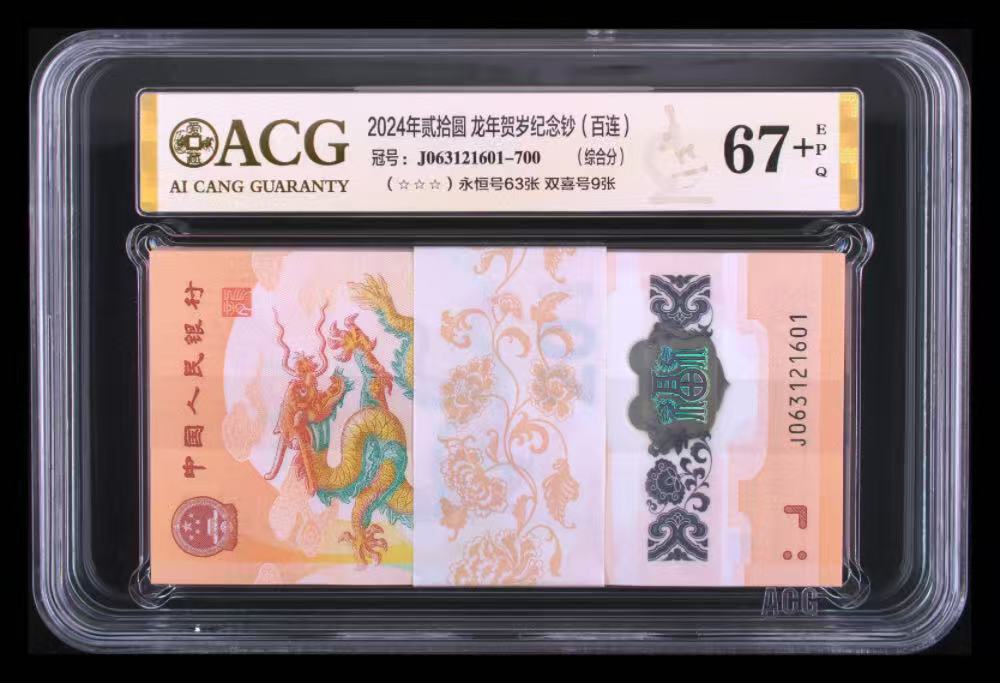 ACG
AI CANG GUARANTY
2024年贰拾圆 龙年贺岁纪念钞(百连)
冠号:J063121601-700 (综合分)
(☆☆☆)永恒号63张 双喜号9张
67+
EPQ
中国人民银行
J063121601
ACG